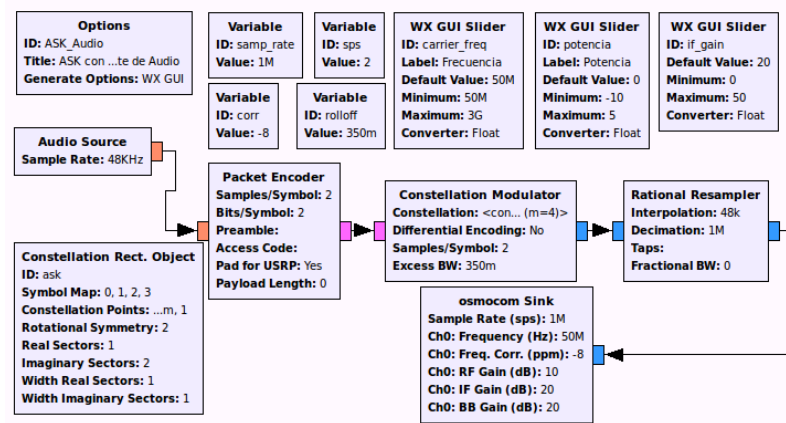 Options
ID: ASK_Audio
Title: ASK con ...te de Audio
Generate Options: WX GUI
Variable
ID: samp_rate
Value: 1M
Variable
ID: sps
Value: 2
Variable
ID: corr
Value: -8
Variable
ID: rolloff
Value: 350m
WX GUI Slider
ID: carrier_freq
Label: Frecuencia
Default Value: 50M
Minimum: 50M
Maximum: 3G
Converter: Float
WX GUI Slider
ID: potencia
Label: Potencia
Default Value: 0
Minimum: -10
Maximum: 5
Converter: Float
WX GUI Slider
ID: if_gain
Default Value: 20
Minimum: 0
Maximum: 50
Converter: Float
Audio Source
Sample Rate: 48KHz
Packet Encoder
Samples/Symbol: 2
Bits/Symbol: 2
Preamble:
Access Code:
Pad for USRP: Yes
Payload Length: 0
Constellation Modulator
Constellation: <con... (m=4)>
Differential Encoding: No
Samples/Symbol: 2
Excess BW: 350m
Rational Resampler
Interpolation: 48k
Decimation: 1M
Taps:
Fractional BW: 0
Constellation Rect. Object
ID: ask
Symbol Map: 0, 1, 2, 3
Constellation Points: ...m, 1
Rotational Symmetry: 2
Real Sectors: 1
Imaginary Sectors: 2
Width Real Sectors: 1
Width Imaginary Sectors: 1
osmocom Sink
Sample Rate (sps): 1M
Ch0: Frequency (Hz): 50M
Ch0: Freq. Corr. (ppm): -8
Ch0: RF Gain (dB): 10
Ch0: IF Gain (dB): 20
Ch0: BB Gain (dB): 20